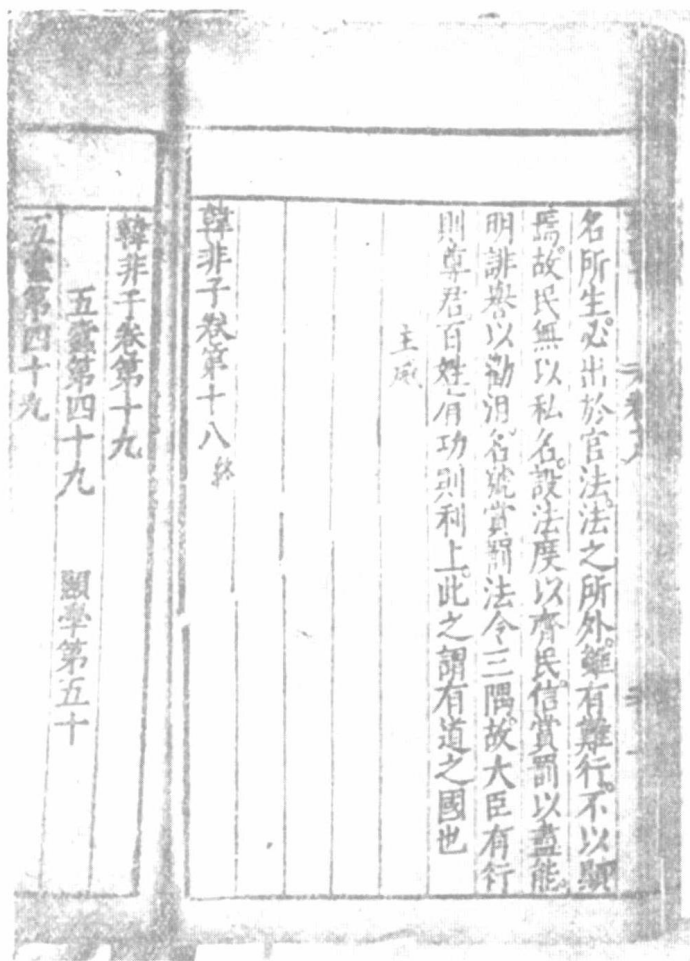 名所生。必出於官法。法之所外。雖有難行。不以顯
焉。故民無以私名。設法度以齊民。信賞罰以盡能。
明誹譽以勸沮。名號賞罰法令三隅。故大臣有行
則尊君。百姓有功則利上。此之謂有道之國也
主威
韓非子卷第十八 終
韓非子卷第十九
五蠹第四十九 顯學第五十
五蠹第四十九